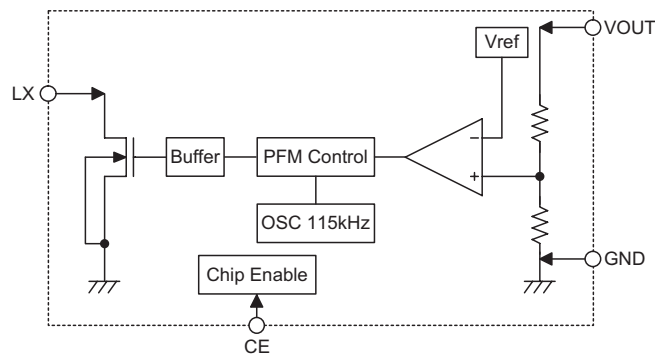 VOUT
Vref
LX
Buffer
PFM Control
−
+
OSC 115kHz
GND
Chip Enable
CE